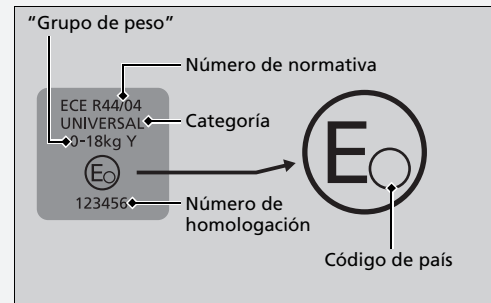 “Grupo de peso”
Número de normativa
ECE R44/04
UNIVERSAL
Categoría
0-18kg Y
E
E
123456
Número de
homologación
Código de país